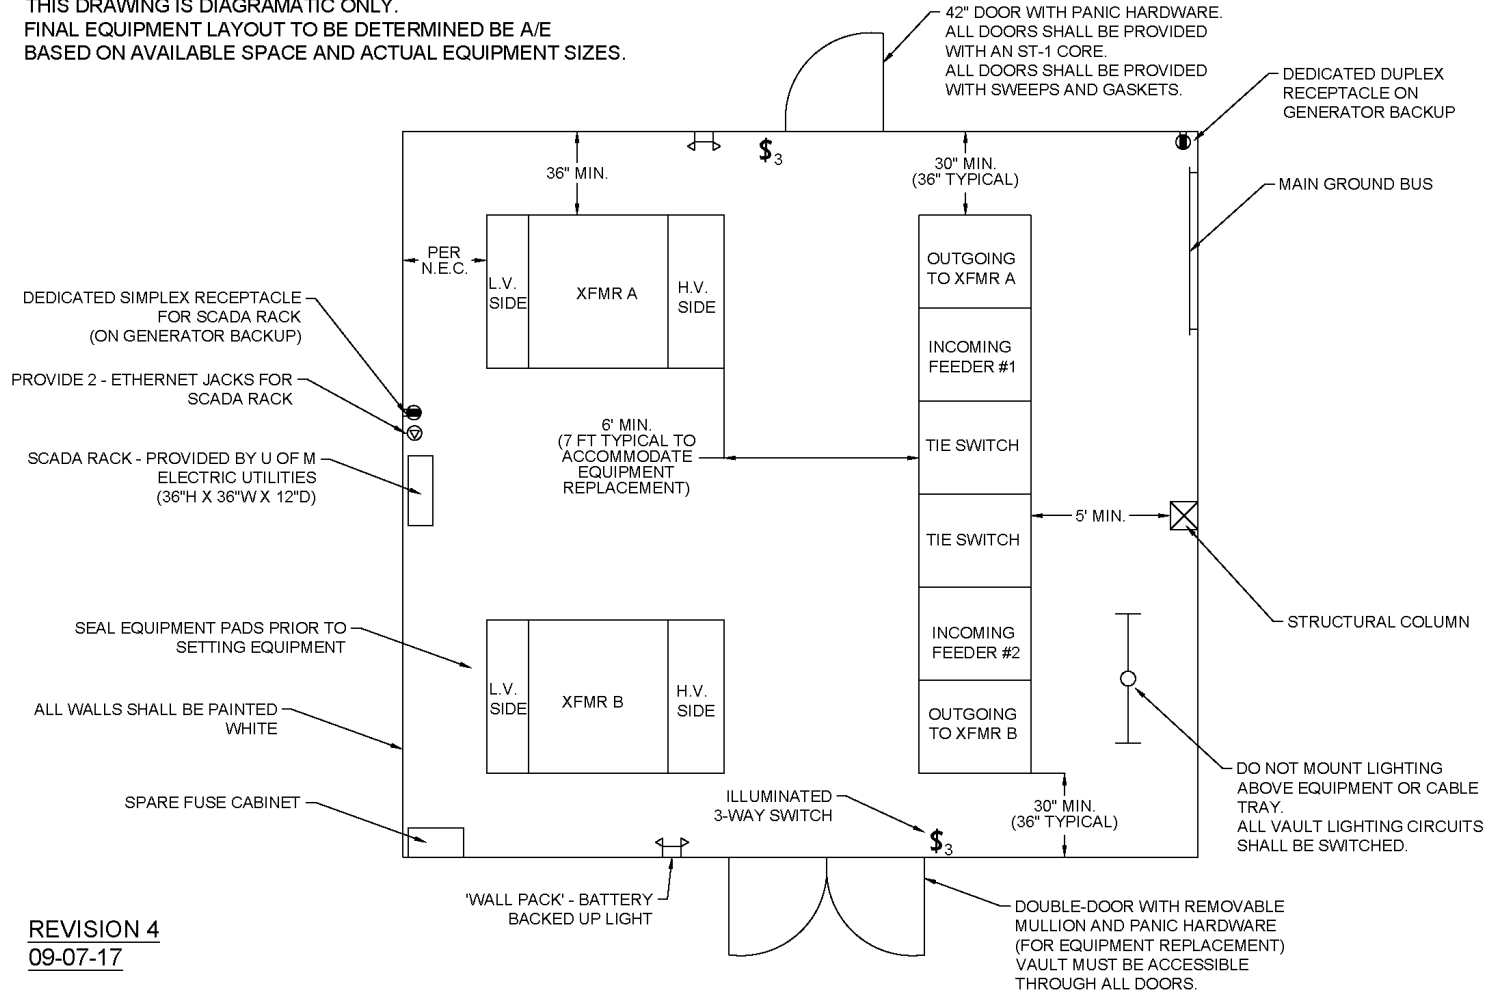 THIS DRAWING IS DIAGRAMATIC ONLY.
FINAL EQUIPMENT LAYOUT TO BE DETERMINED BE A/E
BASED ON AVAILABLE SPACE AND ACTUAL EQUIPMENT SIZES.
42" DOOR WITH PANIC HARDWARE.
ALL DOORS SHALL BE PROVIDED
WITH AN ST-1 CORE.
ALL DOORS SHALL BE PROVIDED
WITH SWEEPS AND GASKETS.
DEDICATED DUPLEX
RECEPTACLE ON
GENERATOR BACKUP
$3
36" MIN.
30" MIN.
(36" TYPICAL)
MAIN GROUND BUS
PER
N.E.C.
L.V.
SIDE
XFMR A
H.V.
SIDE
OUTGOING
TO XFMR A
DEDICATED SIMPLEX RECEPTACLE
FOR SCADA RACK
(ON GENERATOR BACKUP)
INCOMING
FEEDER #1
PROVIDE 2 - ETHERNET JACKS FOR
SCADA RACK
6' MIN.
(7 FT TYPICAL TO
ACCOMMODATE
EQUIPMENT
REPLACEMENT)
TIE SWITCH
SCADA RACK - PROVIDED BY U OF M
ELECTRIC UTILITIES
(36"H X 36"W X 12"D)
5' MIN.
TIE SWITCH
STRUCTURAL COLUMN
SEAL EQUIPMENT PADS PRIOR TO
SETTING EQUIPMENT
INCOMING
FEEDER #2
L.V.
SIDE
XFMR B
H.V.
SIDE
OUTGOING
TO XFMR B
ALL WALLS SHALL BE PAINTED
WHITE
DO NOT MOUNT LIGHTING
ABOVE EQUIPMENT OR CABLE
TRAY.
ALL VAULT LIGHTING CIRCUITS
SHALL BE SWITCHED.
SPARE FUSE CABINET
ILLUMINATED
3-WAY SWITCH
30" MIN.
(36" TYPICAL)
$3
'WALL PACK' - BATTERY
BACKED UP LIGHT
DOUBLE-DOOR WITH REMOVABLE
MULLION AND PANIC HARDWARE
(FOR EQUIPMENT REPLACEMENT)
VAULT MUST BE ACCESSIBLE
THROUGH ALL DOORS.
REVISION 4
09-07-17